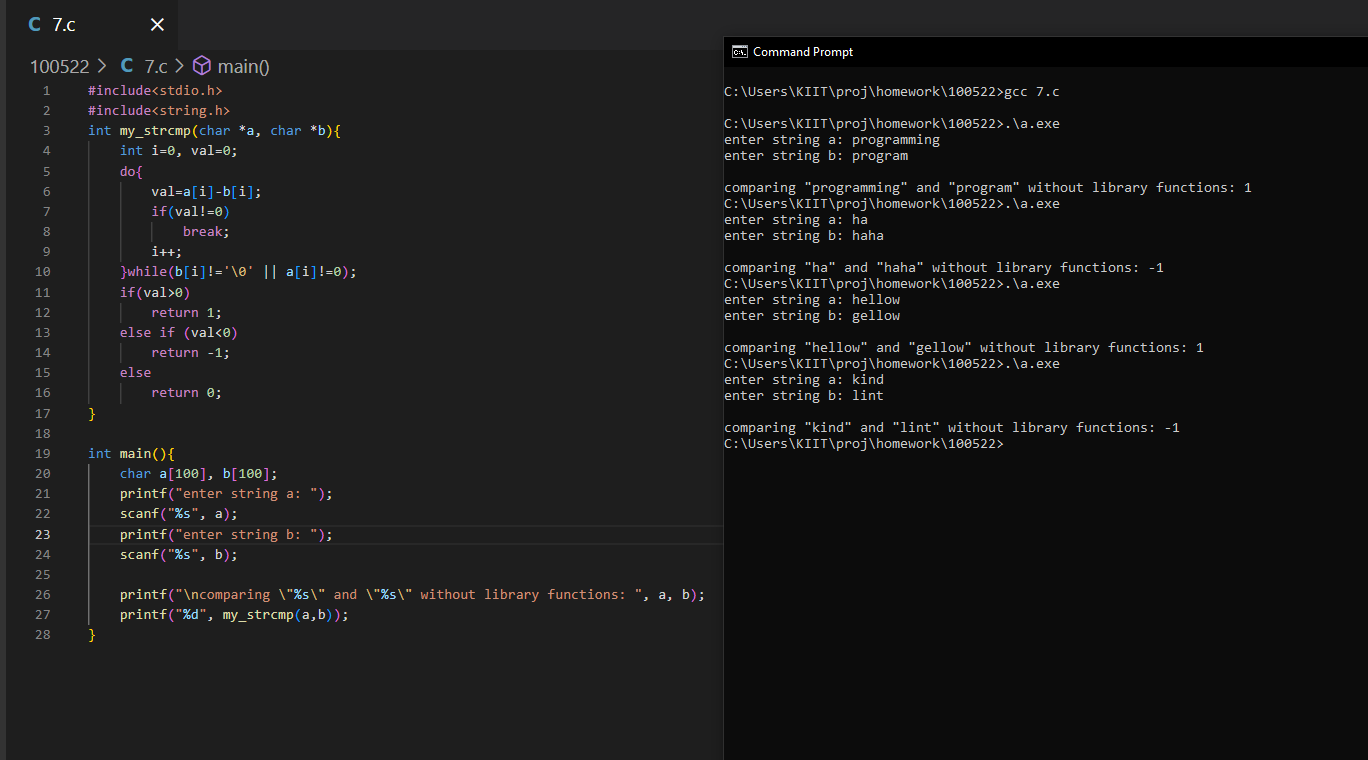 C 7.c ×
100522 > C 7.c > main()
1 #include<stdio.h>
2 #include<string.h>
3 int my_strcmp(char *a, char *b){
4     int i=0, val=0;
5     do{
6         val=a[i]-b[i];
7         if(val!=0)
8             break;
9         i++;
10     }while(b[i]!='\0' || a[i]!=0);
11     if(val>0)
12         return 1;
13     else if (val<0)
14         return -1;
15     else
16         return 0;
17 }
18
19 int main(){
20     char a[100], b[100];
21     printf("enter string a: ");
22     scanf("%s", a);
23     printf("enter string b: ");
24     scanf("%s", b);
25
26     printf("\ncomparing \"%s\" and \"%s\" without library functions: ", a, b);
27     printf("%d", my_strcmp(a,b));
28 }
C:\. Command Prompt
C:\Users\KIIT\proj\homework\100522>gcc 7.c
C:\Users\KIIT\proj\homework\100522>.\a.exe
enter string a: programming
enter string b: program
comparing "programming" and "program" without library functions: 1
C:\Users\KIIT\proj\homework\100522>.\a.exe
enter string a: ha
enter string b: haha
comparing "ha" and "haha" without library functions: -1
C:\Users\KIIT\proj\homework\100522>.\a.exe
enter string a: hellow
enter string b: gellow
comparing "hellow" and "gellow" without library functions: 1
C:\Users\KIIT\proj\homework\100522>.\a.exe
enter string a: kind
enter string b: lint
comparing "kind" and "lint" without library functions: -1
C:\Users\KIIT\proj\homework\100522>